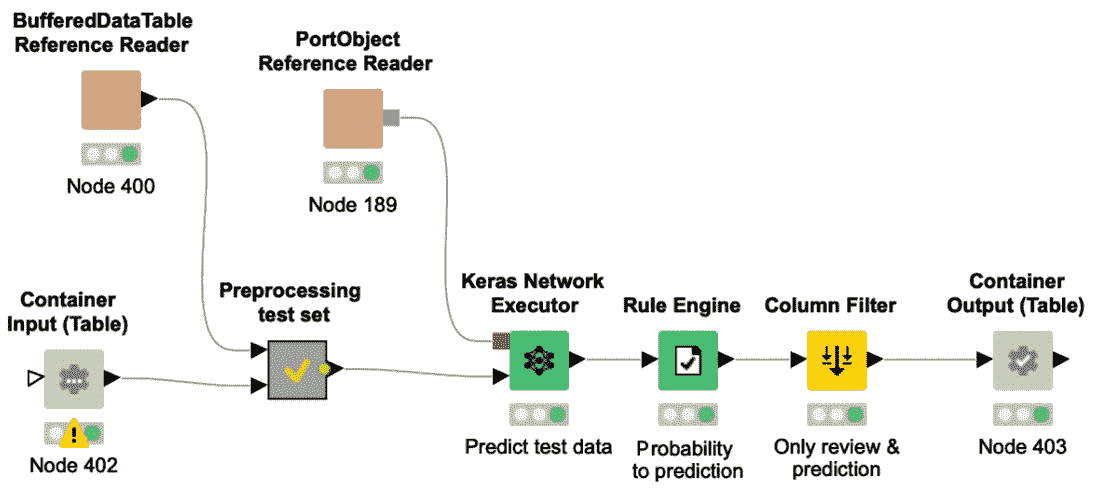 BufferedDataTable
Reference Reader
Node 400
PortObject
Reference Reader
Node 189
Container
Input (Table)
Node 402
Preprocessing
test set
Keras Network
Executor
Predict test data
Rule Engine
Probability
to prediction
Column Filter
Only review &
prediction
Container
Output (Table)
Node 403